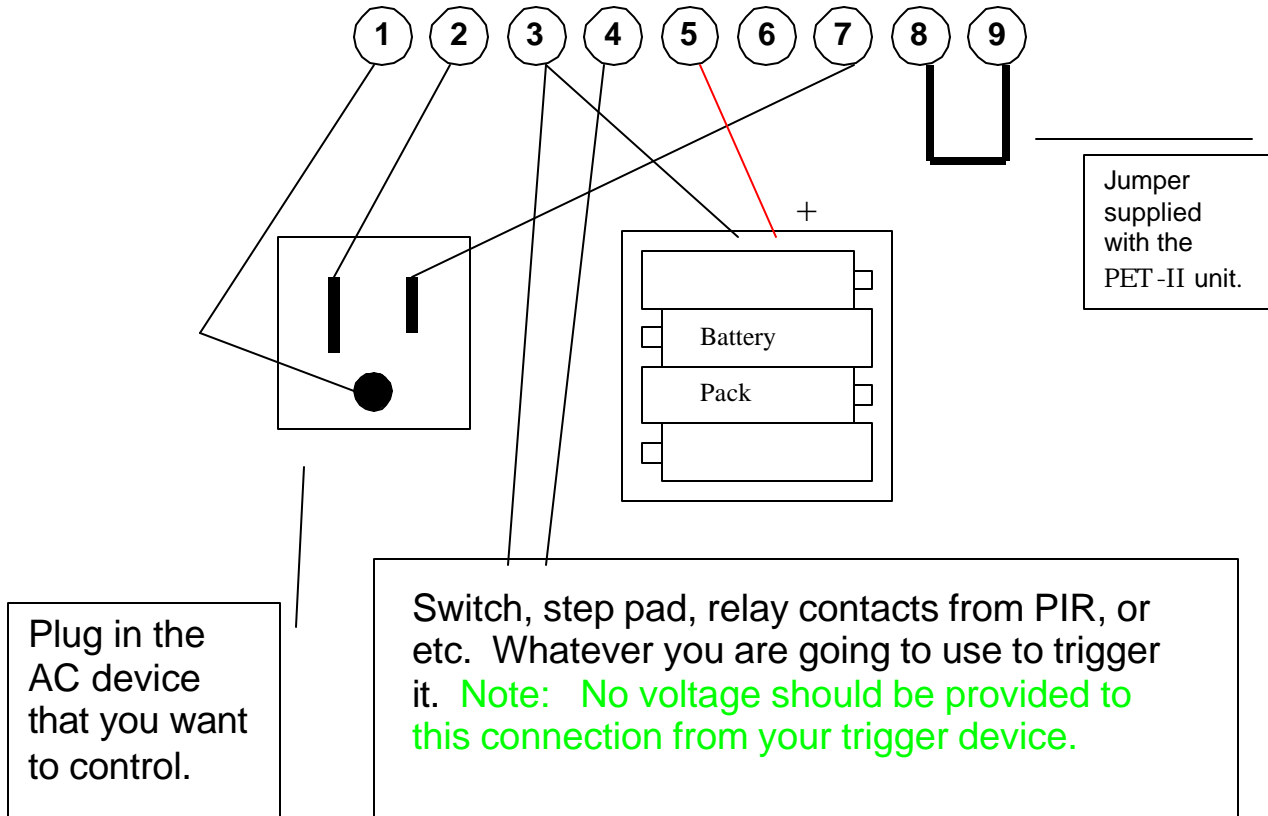 1 2 3 4 5 6 7 8 9
+
Jumper
supplied
with the
PET-II unit.
Battery
Pack
Plug in the
AC device
that you want
to control.
Switch, step pad, relay contacts from PIR, or
etc. Whatever you are going to use to trigger
it. Note: No voltage should be provided to
this connection from your trigger device.